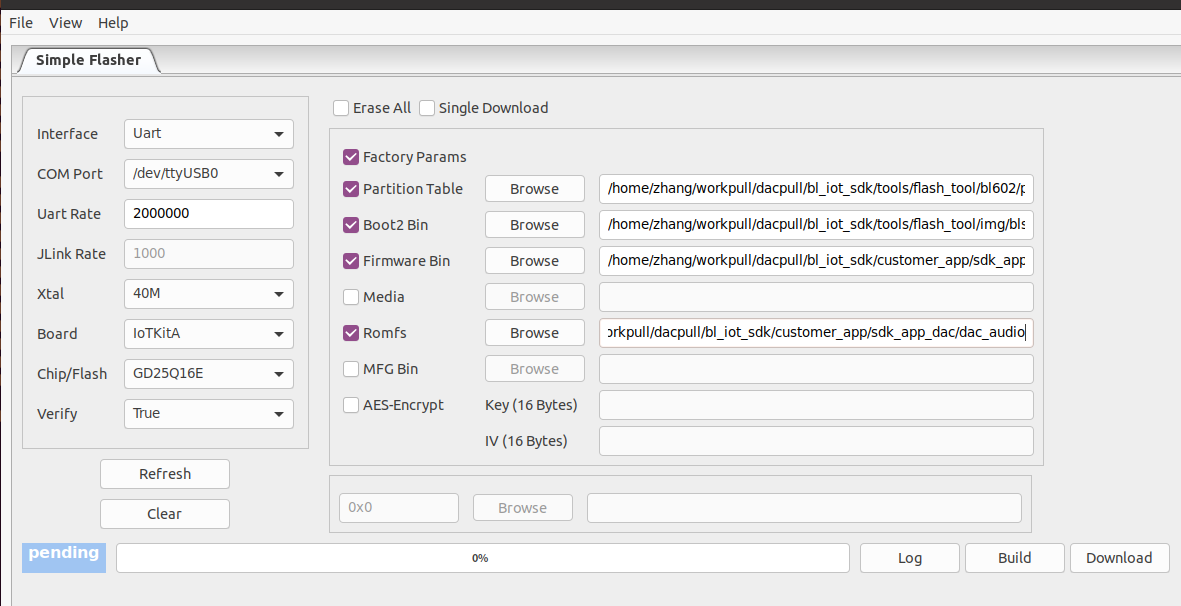 File View Help
Simple Flasher
Interface Uart
COM Port /dev/ttyUSB0
Uart Rate 2000000
JLink Rate 1000
Xtal 40M
Board IoTKitA
Chip/Flash GD25Q16E
Verify True
Refresh
Clear
Erase All Single Download
Factory Params
Partition Table Browse /home/zhang/workpull/dacpull/bl_iot_sdk/tools/flash_tool/bl602/p
Boot2 Bin Browse /home/zhang/workpull/dacpull/bl_iot_sdk/tools/flash_tool/img/bls
Firmware Bin Browse /home/zhang/workpull/dacpull/bl_iot_sdk/customer_app/sdk_app
Media Browse
Romfs Browse orkpull/dacpull/bl_iot_sdk/customer_app/sdk_app_dac/dac_audio
MFG Bin Browse
AES-Encrypt Key (16 Bytes)
IV (16 Bytes)
0x0 Browse
pending 0% Log Build Download